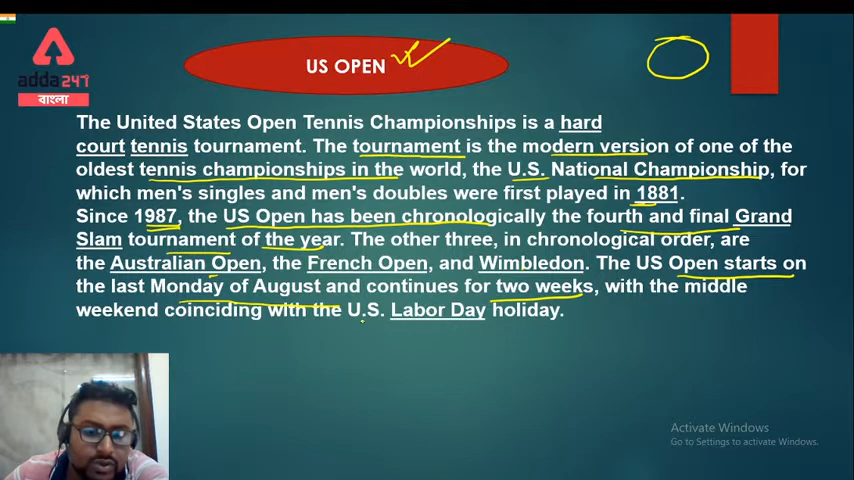 US OPEN
adda247
বাংলা
The United States Open Tennis Championships is a hard
court tennis tournament. The tournament is the modern version of one of the
oldest tennis championships in the world, the U.S. National Championship, for
which men's singles and men's doubles were first played in 1881.
Since 1987, the US Open has been chronologically the fourth and final Grand
Slam tournament of the year. The other three, in chronological order, are
the Australian Open, the French Open, and Wimbledon. The US Open starts on
the last Monday of August and continues for two weeks, with the middle
weekend coinciding with the U.S. Labor Day holiday.
Activate Windows
Go to Settings to activate Windows.